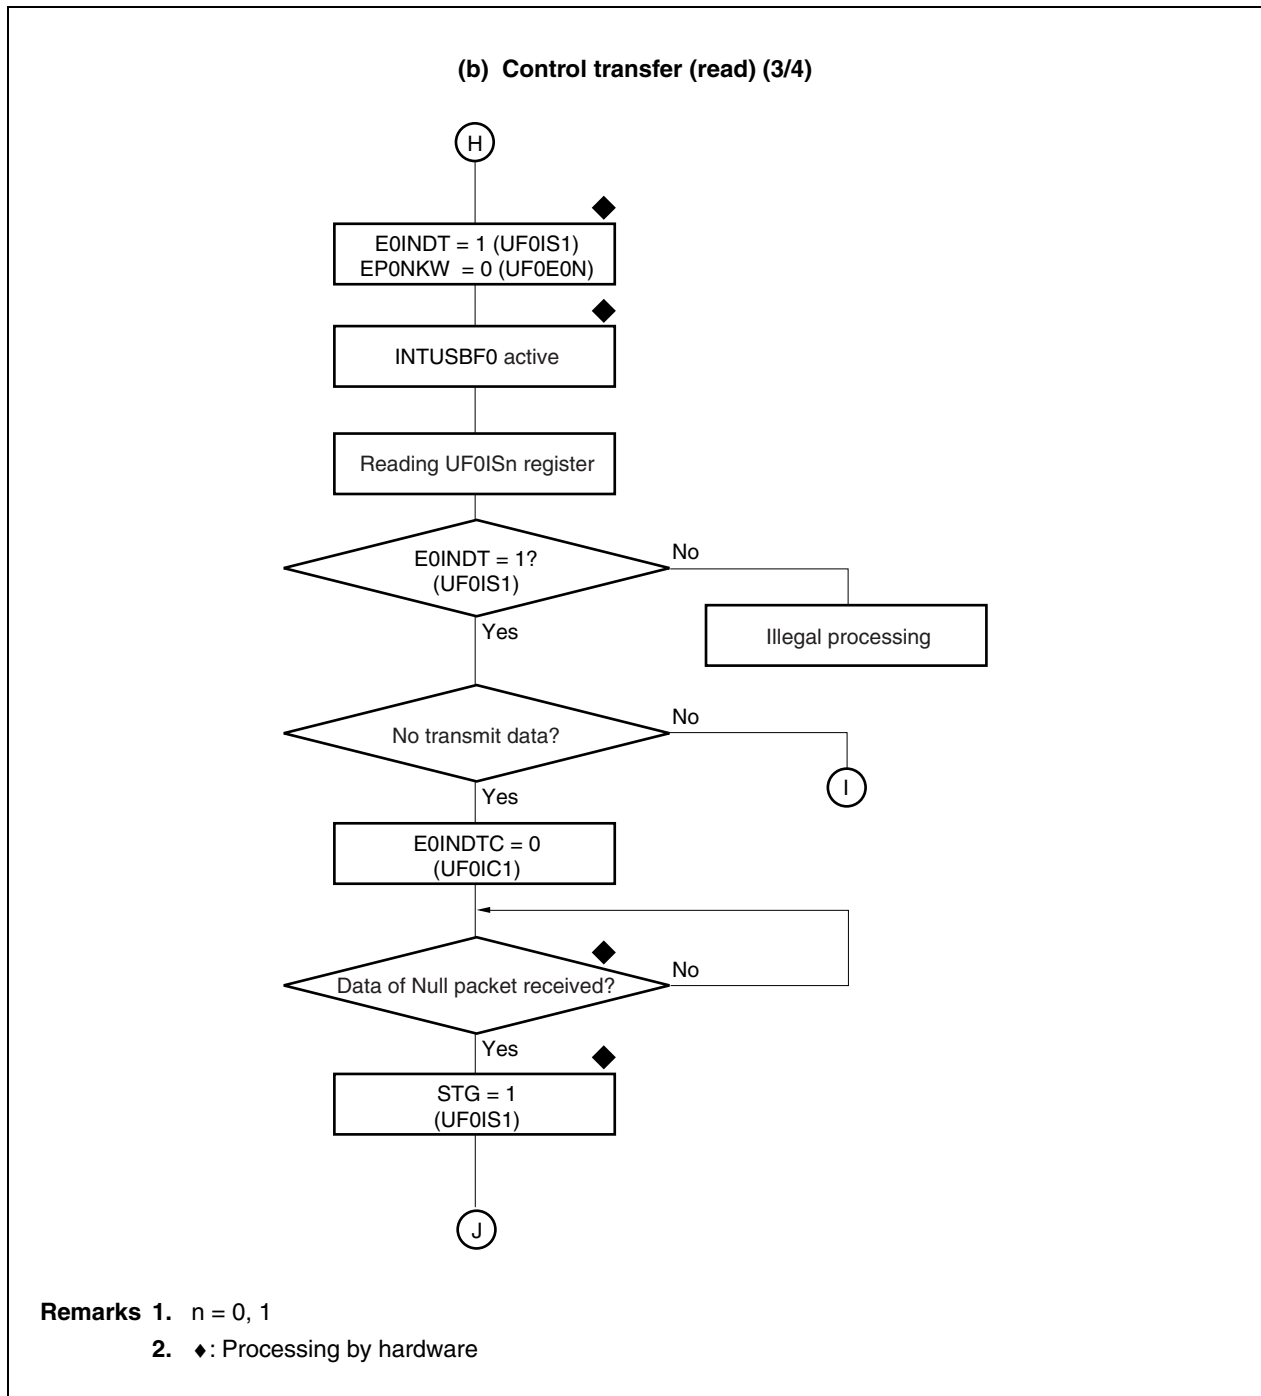 (b) Control transfer (read) (3/4)
H
E0INDT = 1 (UF0IS1)
EP0NKW = 0 (UF0E0N)
INTUSBF0 active
Reading UF0ISn register
E0INDT = 1?
(UF0IS1)
No
Illegal processing
Yes
No transmit data?
No
I
Yes
E0INDTC = 0
(UF0IC1)
Data of Null packet received?
No
Yes
STG = 1
(UF0IS1)
J
Remarks 1. n = 0, 1
2. ♦: Processing by hardware